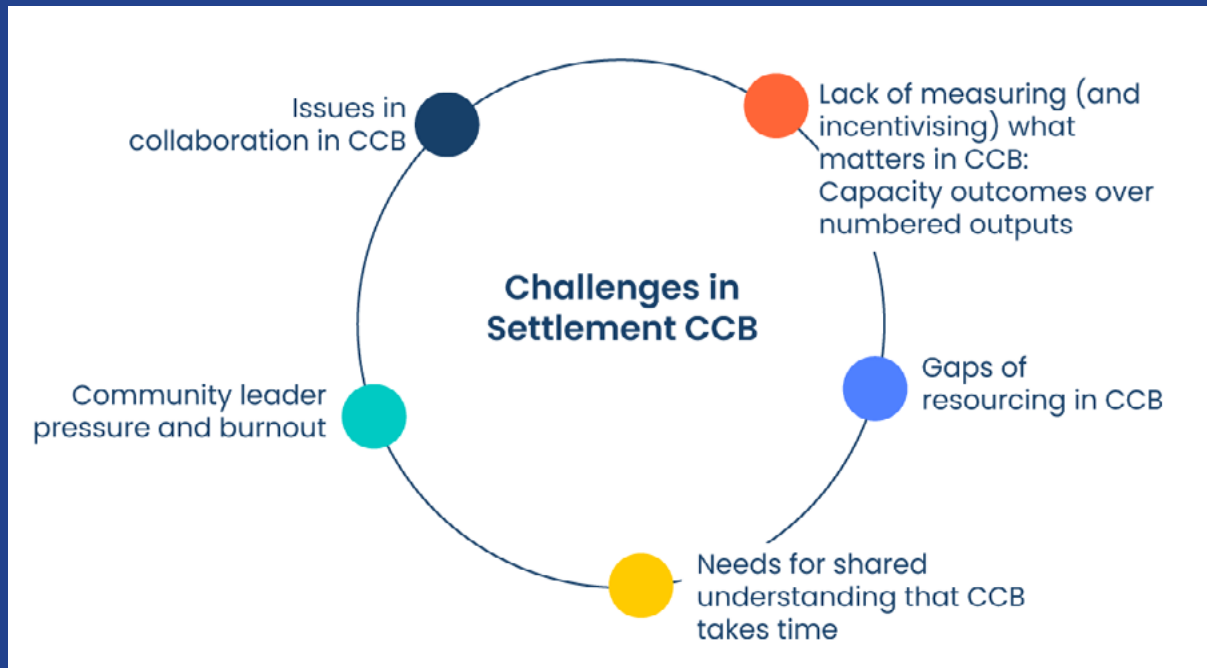 Challenges in
Settlement CCB
Lack of measuring (and
incentivising) what
matters in CCB:
Capacity outcomes over
numbered outputs
Gaps of
resourcing in CCB
Needs for shared
understanding that CCB
takes time
Community leader
pressure and burnout
Issues in
collaboration in CCB